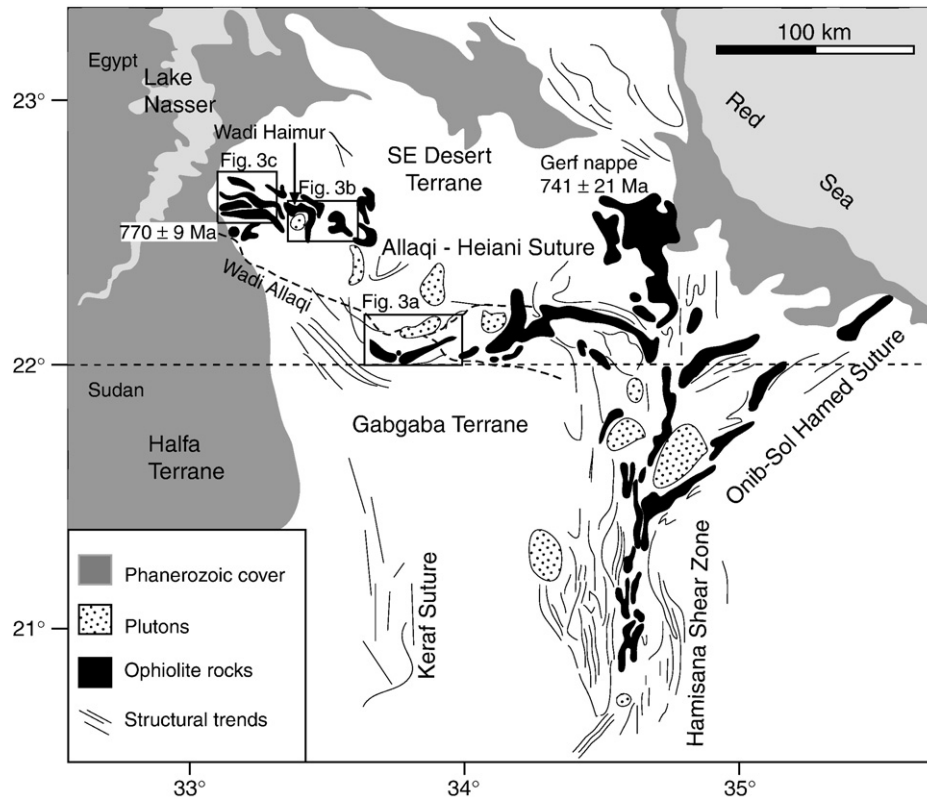 100 km
Egypt
Lake
Nasser
23°
Red
Sea
Wadi Haimur
SE Desert
Terrane
Gerf nappe
741 ± 21 Ma
Fig. 3c
Fig. 3b
770 ± 9 Ma
Allaqi - Heiani Suture
Wadi Allaqi
Fig. 3a
22°
Sudan
Gabgaba Terrane
Halfa
Terrane
Onib-Sol Hamed Suture
Keraf Suture
Hamisana Shear Zone
Phanerozoic cover
Plutons
Ophiolite rocks
Structural trends
21°
33°
34°
35°